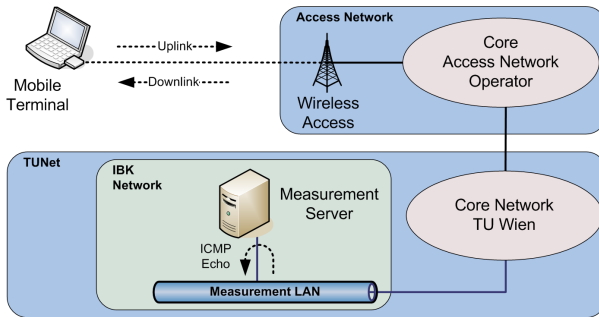 Access Network
Uplink
Downlink
Mobile
Terminal
Wireless
Access
Core
Access Network
Operator
TUNet
IBK
Network
Measurement
Server
ICMP
Echo
Core Network
TU Wien
Measurement LAN